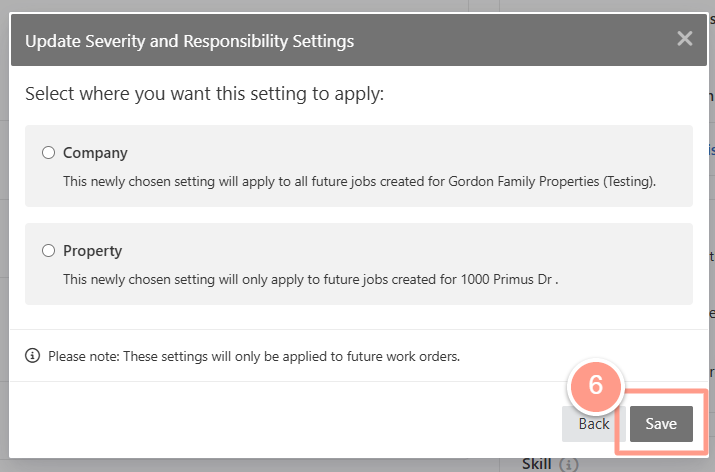 Update Severity and Responsibility Settings
Select where you want this setting to apply:
Company
This newly chosen setting will apply to all future jobs created for Gordon Family Properties (Testing).
Property
This newly chosen setting will only apply to future jobs created for 1000 Primus Dr .
Please note: These settings will only be applied to future work orders.
6
Back
Save
Skill